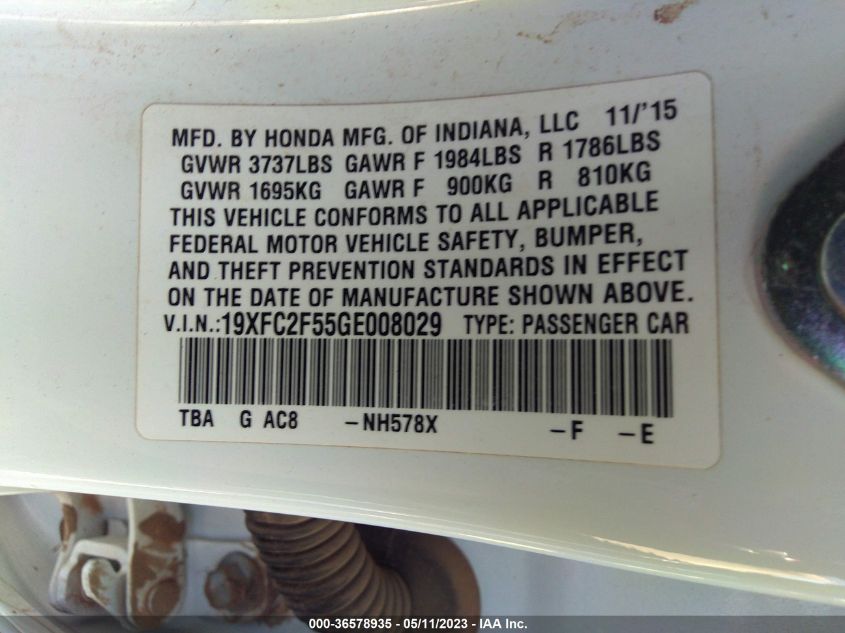 MFD. BY HONDA MFG. OF INDIANA, LLC 11/'15
GVWR 3737LBS GAWR F 1984LBS R 1786LBS
GVWR 1695KG GAWR F 900KG R 810KG
THIS VEHICLE CONFORMS TO ALL APPLICABLE
FEDERAL MOTOR VEHICLE SAFETY, BUMPER,
AND THEFT PREVENTION STANDARDS IN EFFECT
ON THE DATE OF MANUFACTURE SHOWN ABOVE.
V.I.N.:19XFC2F55GE008029 TYPE: PASSENGER CAR
TBA G AC8 -NH578X -F -E
000-36578935 - 05/11/2023 - IAA Inc.